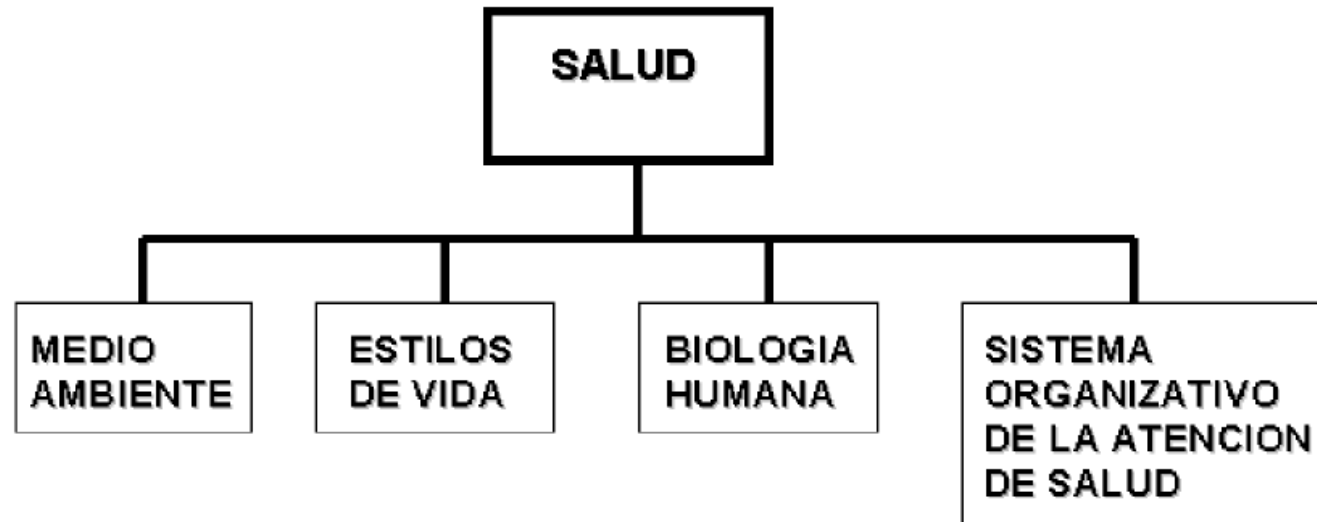 SALUD
MEDIO
AMBIENTE
ESTILOS
DE VIDA
BIOLOGIA
HUMANA
SISTEMA
ORGANIZATIVO
DE LA ATENCION
DE SALUD